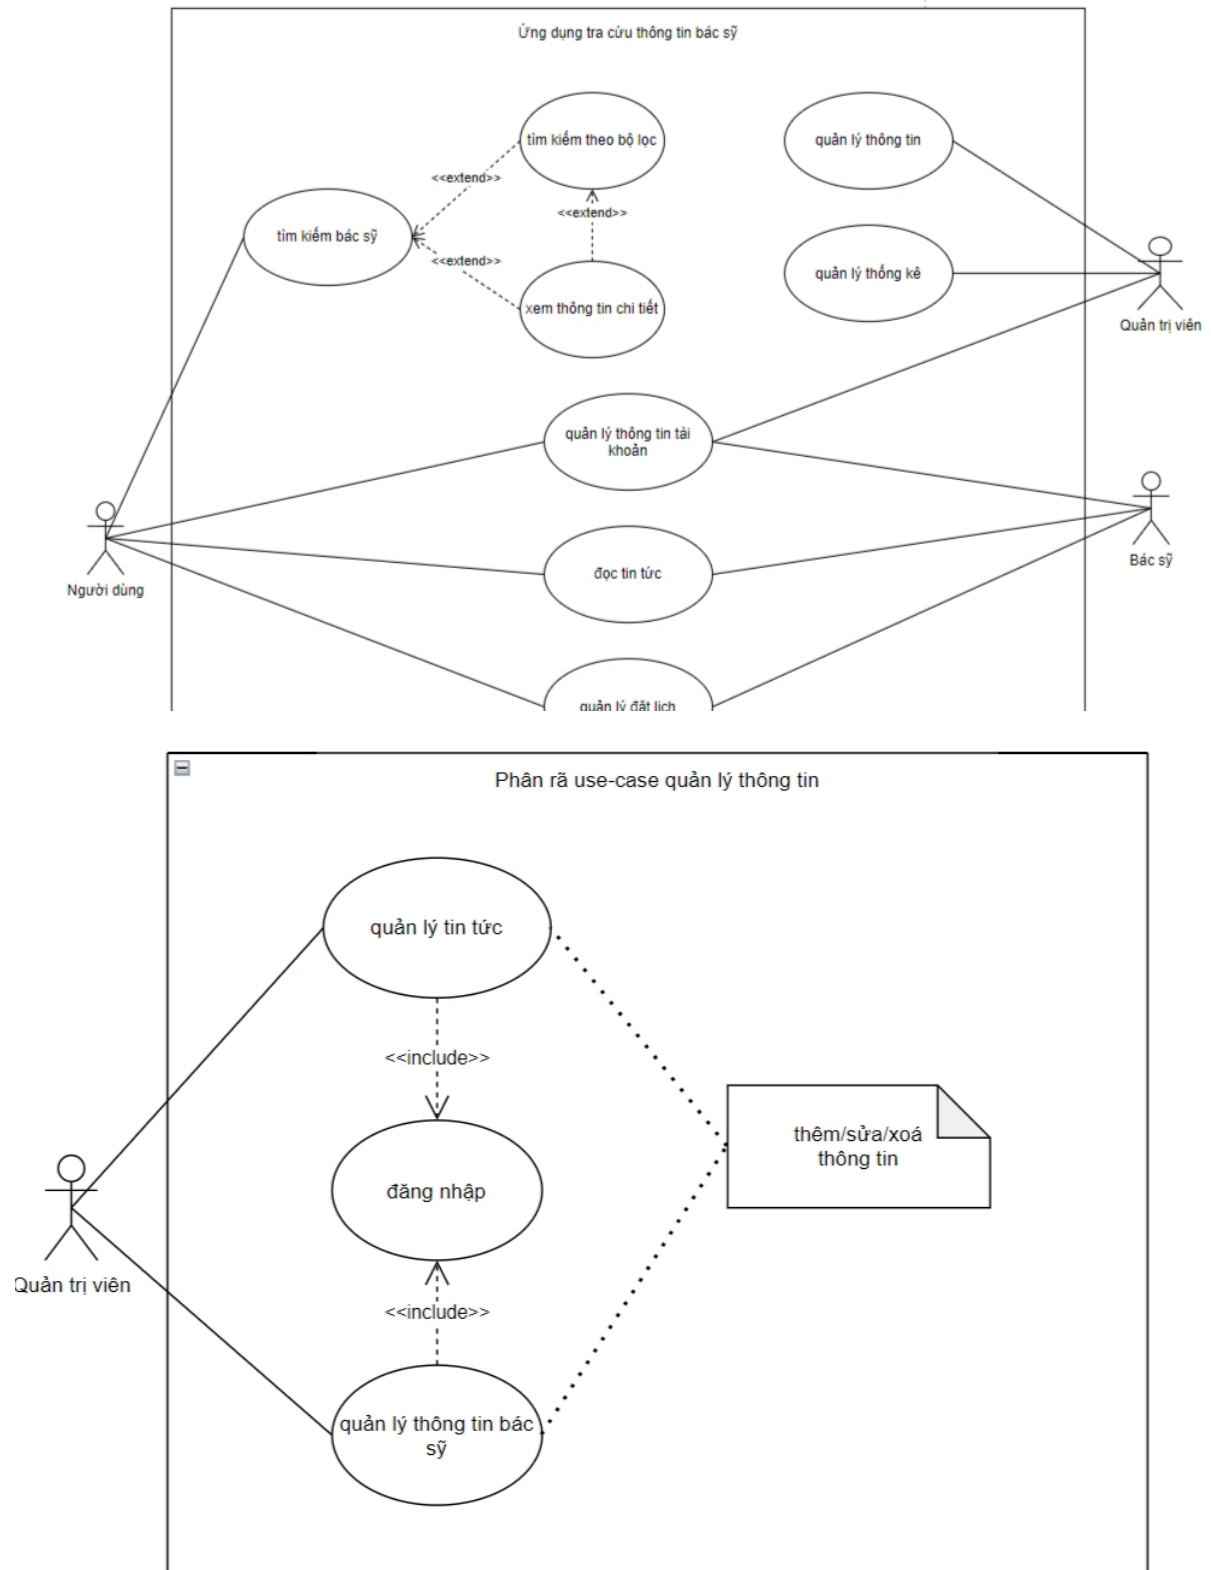 Ứng dụng tra cứu thông tin bác sỹ
tìm kiếm theo bộ lọc
quản lý thông tin
<<extend>>
<<extend>>
tìm kiếm bác sỹ
<<extend>>
quản lý thống kê
xem thông tin chi tiết
Quản trị viên
quản lý thông tin tài
khoản
Bác sỹ
đọc tin tức
Người dùng
quản lý đặt lịch
Phân rã use-case quản lý thông tin
quản lý tin tức
<<include>>
thêm/sửa/xoá
thông tin
đăng nhập
Quản trị viên
<<include>>
quản lý thông tin bác
sỹ